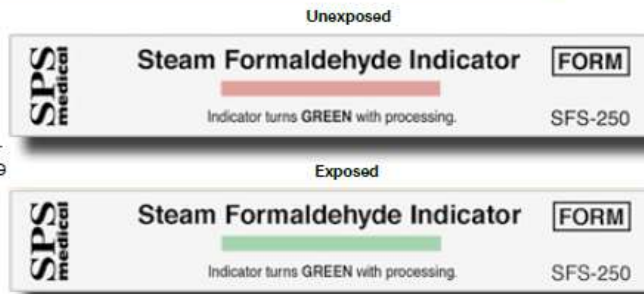 Unexposed
SPS
medical
Steam Formaldehyde Indicator
FORM
Indicator turns GREEN with processing.
SFS-250
Exposed
SPS
medical
Steam Formaldehyde Indicator
FORM
Indicator turns GREEN with processing.
SFS-250